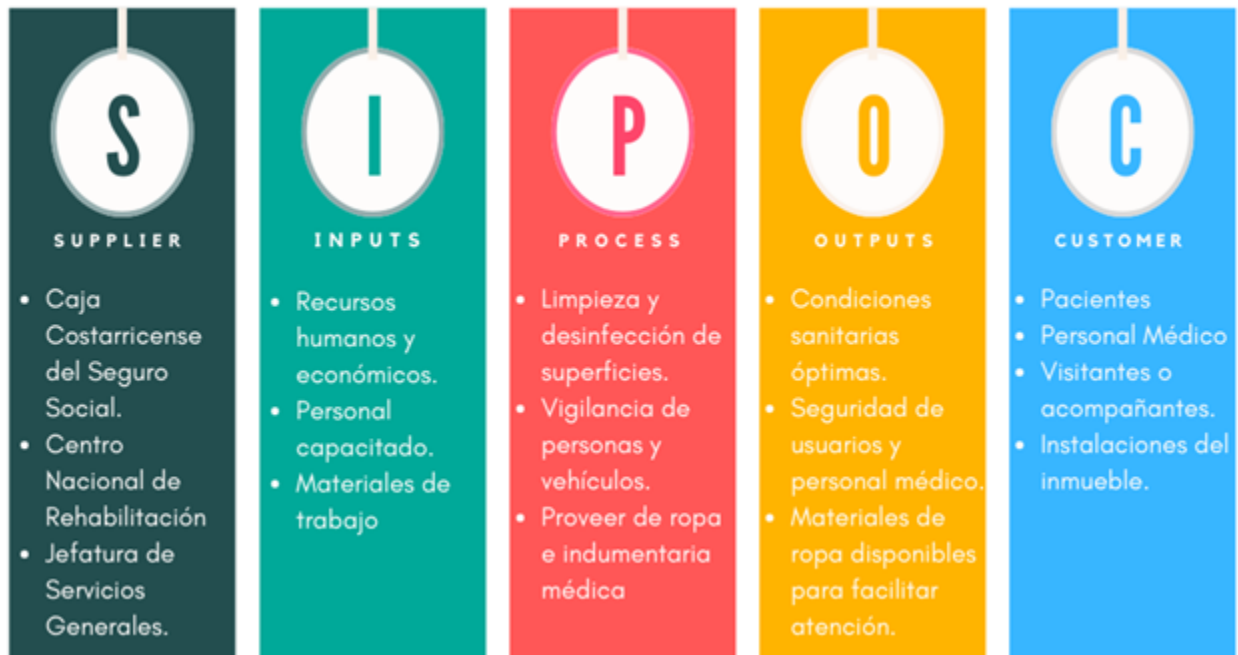 S
SUPPLIER
• Caja
Costarricense
del Seguro
Social.
• Centro
Nacional de
Rehabilitación
• Jefatura de
Servicios
Generales.
I
INPUTS
• Recursos
humanos y
económicos.
• Personal
capacitado.
• Materiales de
trabajo
P
PROCESS
• Limpieza y
desinfección de
superficies.
• Vigilancia de
personas y
vehículos.
• Proveer de ropa
e indumentaria
médica
O
OUTPUTS
• Condiciones
sanitarias
óptimas.
• Seguridad de
usuarios y
personal médico.
• Materiales de
ropa disponibles
para facilitar
atención.
C
CUSTOMER
• Pacientes
• Personal Médico
• Visitantes o
acompañantes.
• Instalaciones del
inmueble.